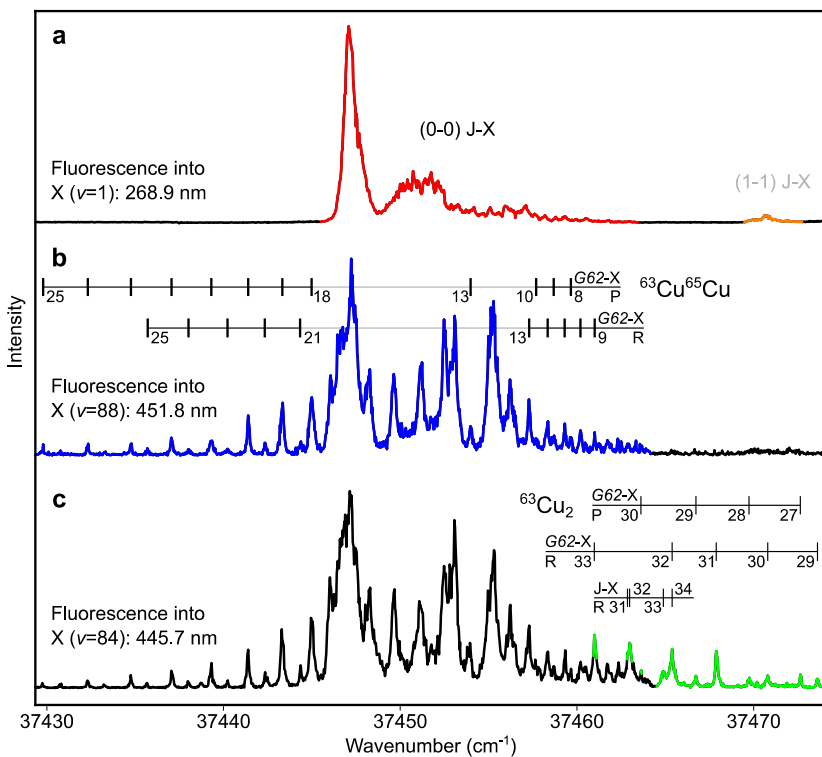 a
(0-0) J-X
Fluorescence into
X (v=1): 268.9 nm
(1-1) J-X
b
25 18 13 10 8 G62-X P
⁶³Cu⁶⁵Cu
25 21 13 9 G62-X R
Fluorescence into
X (v=88): 451.8 nm
c
⁶³Cu₂
G62-X
P 30 29 28 27
G62-X
R 33 32 31 30 29
J-X 32 34
R 31 33
Fluorescence into
X (v=84): 445.7 nm
Intensity
37430 37440 37450 37460 37470
Wavenumber (cm⁻¹)